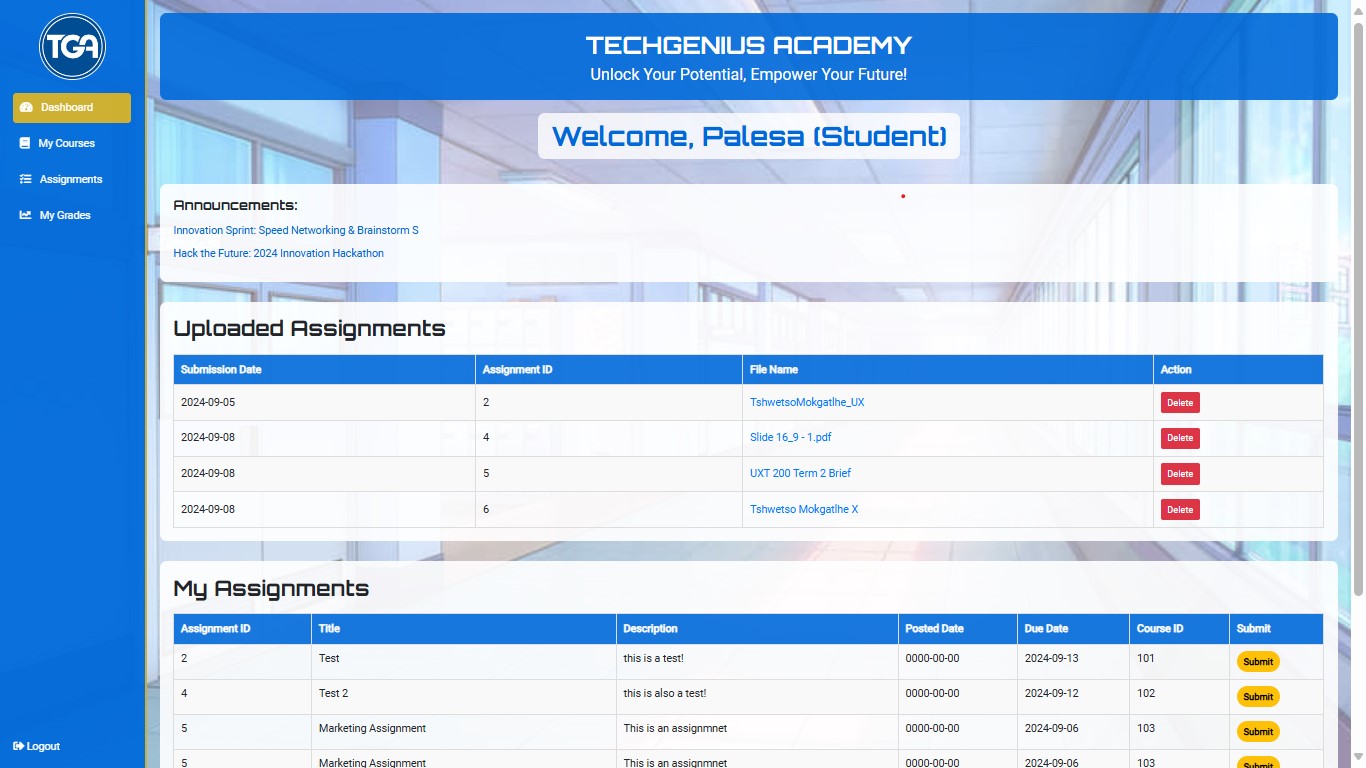 TGA
Dashboard
My Courses
Assignments
My Grades
Logout
TECHGENIUS ACADEMY
Unlock Your Potential, Empower Your Future!
Welcome, Palesa (Student)
Announcements:
Innovation Sprint: Speed Networking & Brainstorm S
Hack the Future: 2024 Innovation Hackathon
Uploaded Assignments
Submission Date Assignment ID File Name Action
2024-09-05 2 TshwetsoMokgatlhe_UX Delete
2024-09-08 4 Slide 16_9 - 1.pdf Delete
2024-09-08 5 UXT 200 Term 2 Brief Delete
2024-09-08 6 Tshwetso Mokgatlhe X Delete
My Assignments
Assignment ID Title Description Posted Date Due Date Course ID Submit
2 Test this is a test! 0000-00-00 2024-09-13 101 Submit
4 Test 2 this is also a test! 0000-00-00 2024-09-12 102 Submit
5 Marketing Assignment This is an assignmnet 0000-00-00 2024-09-06 103 Submit
5 Marketing Assignment This is an assignmnet 0000-00-00 2024-09-06 103 Submit